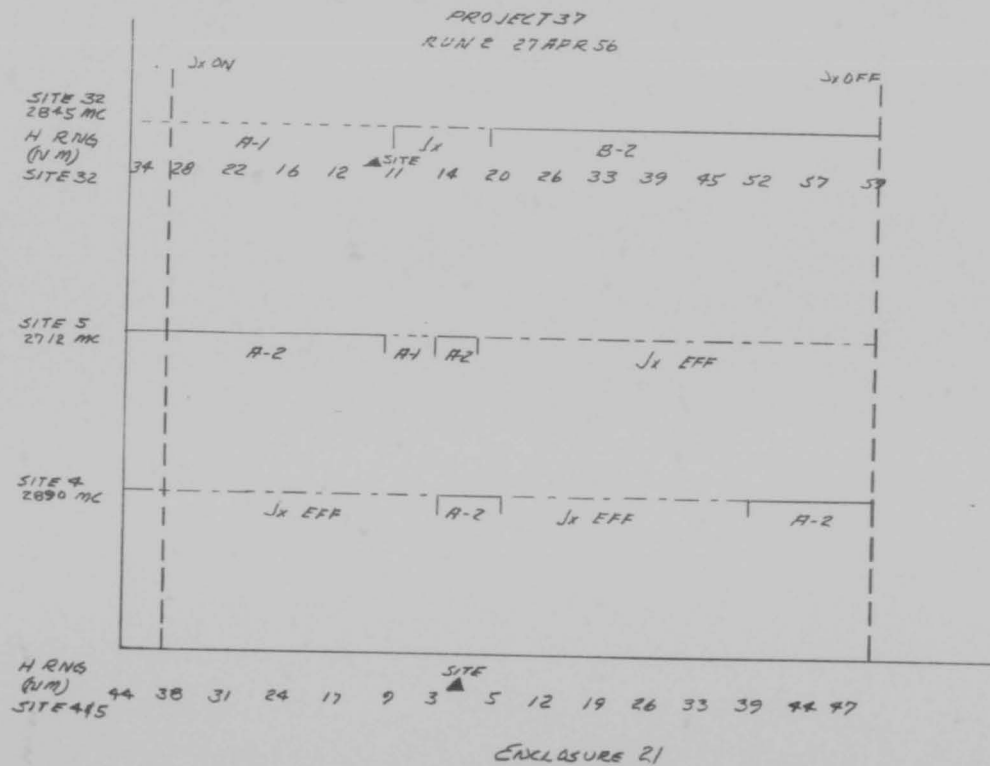 PROJECT 37
RUN 2 27 APR 56
Jx ON
Jx OFF
SITE 32
2845 MC
A-1 Jx B-2
H RNG
(NM)
SITE 32
34 28 22 16 12 SITE 11 14 20 26 33 39 45 52 57 59
SITE 5
2712 MC
A-2 A-1 A-2 Jx EFF
SITE 4
2890 MC
Jx EFF A-2 Jx EFF A-2
H RNG
(NM)
SITE 4&5
44 38 31 24 17 9 3 SITE 5 12 19 26 33 39 44 47
ENCLOSURE 21